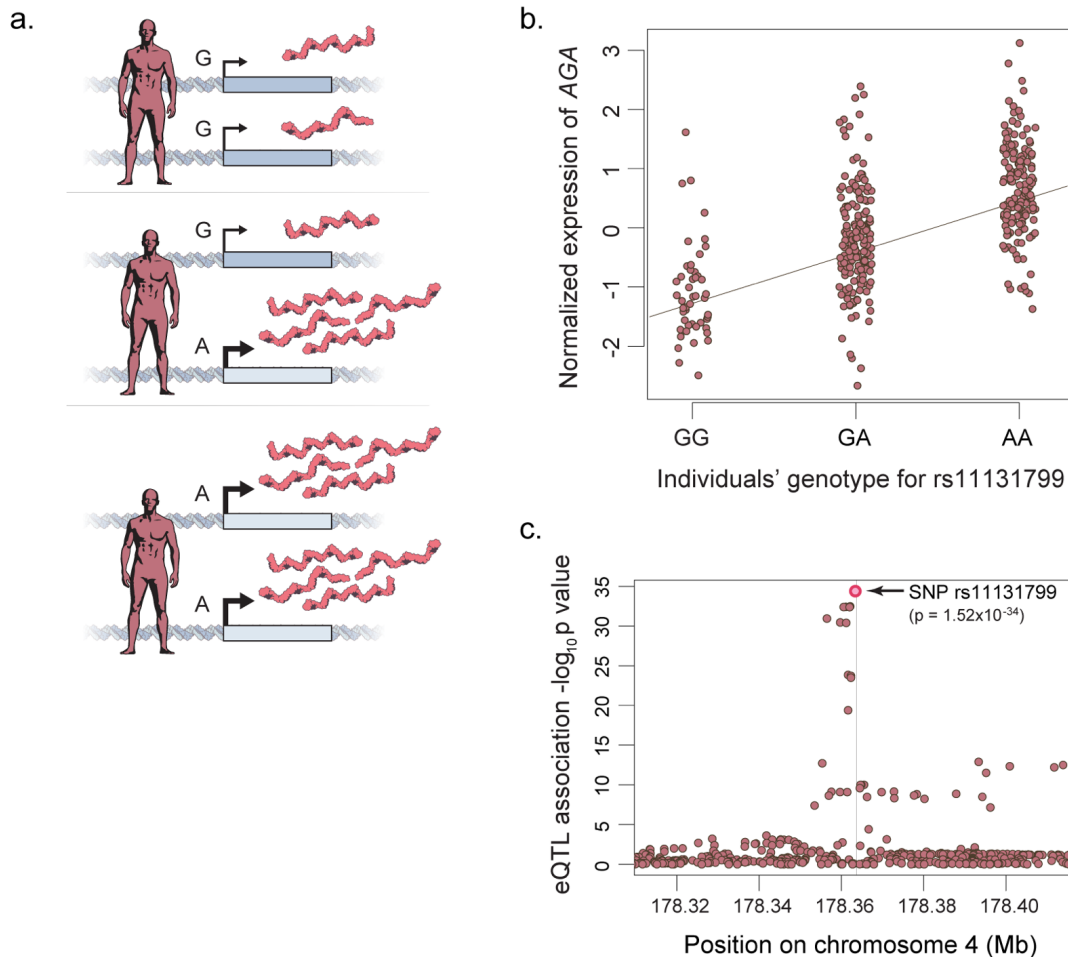 a.
G
G
G
A
A
A
b.
Normalized expression of AGA
3
2
1
0
-1
-2
GG
GA
AA
Individuals’ genotype for rs11131799
c.
eQTL association -log10 p value
35
30
25
20
15
10
5
0
SNP rs11131799
(p = 1.52x10-34)
178.32
178.34
178.36
178.38
178.40
Position on chromosome 4 (Mb)